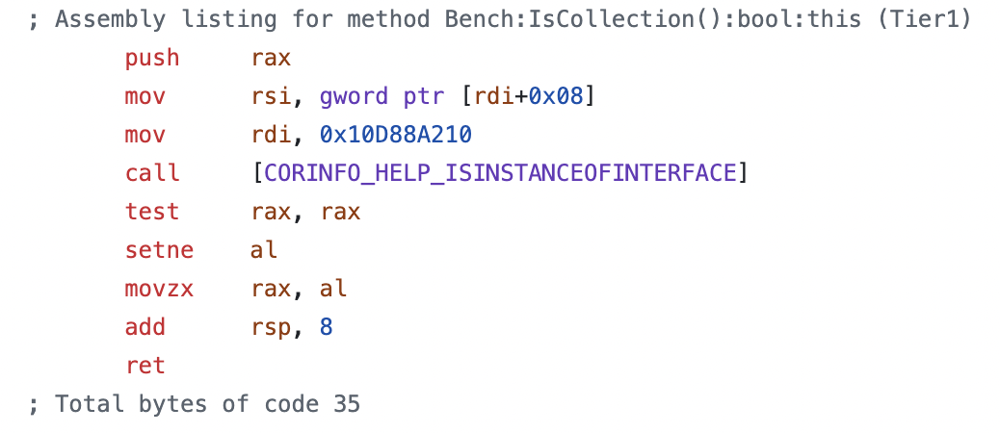 ; Assembly listing for method Bench:IsCollection():bool:this (Tier1)
push rax
mov rsi, gword ptr [rdi+0x08]
mov rdi, 0x10D88A210
call [CORINFO_HELP_ISINSTANCEOFINTERFACE]
test rax, rax
setne al
movzx rax, al
add rsp, 8
ret
; Total bytes of code 35